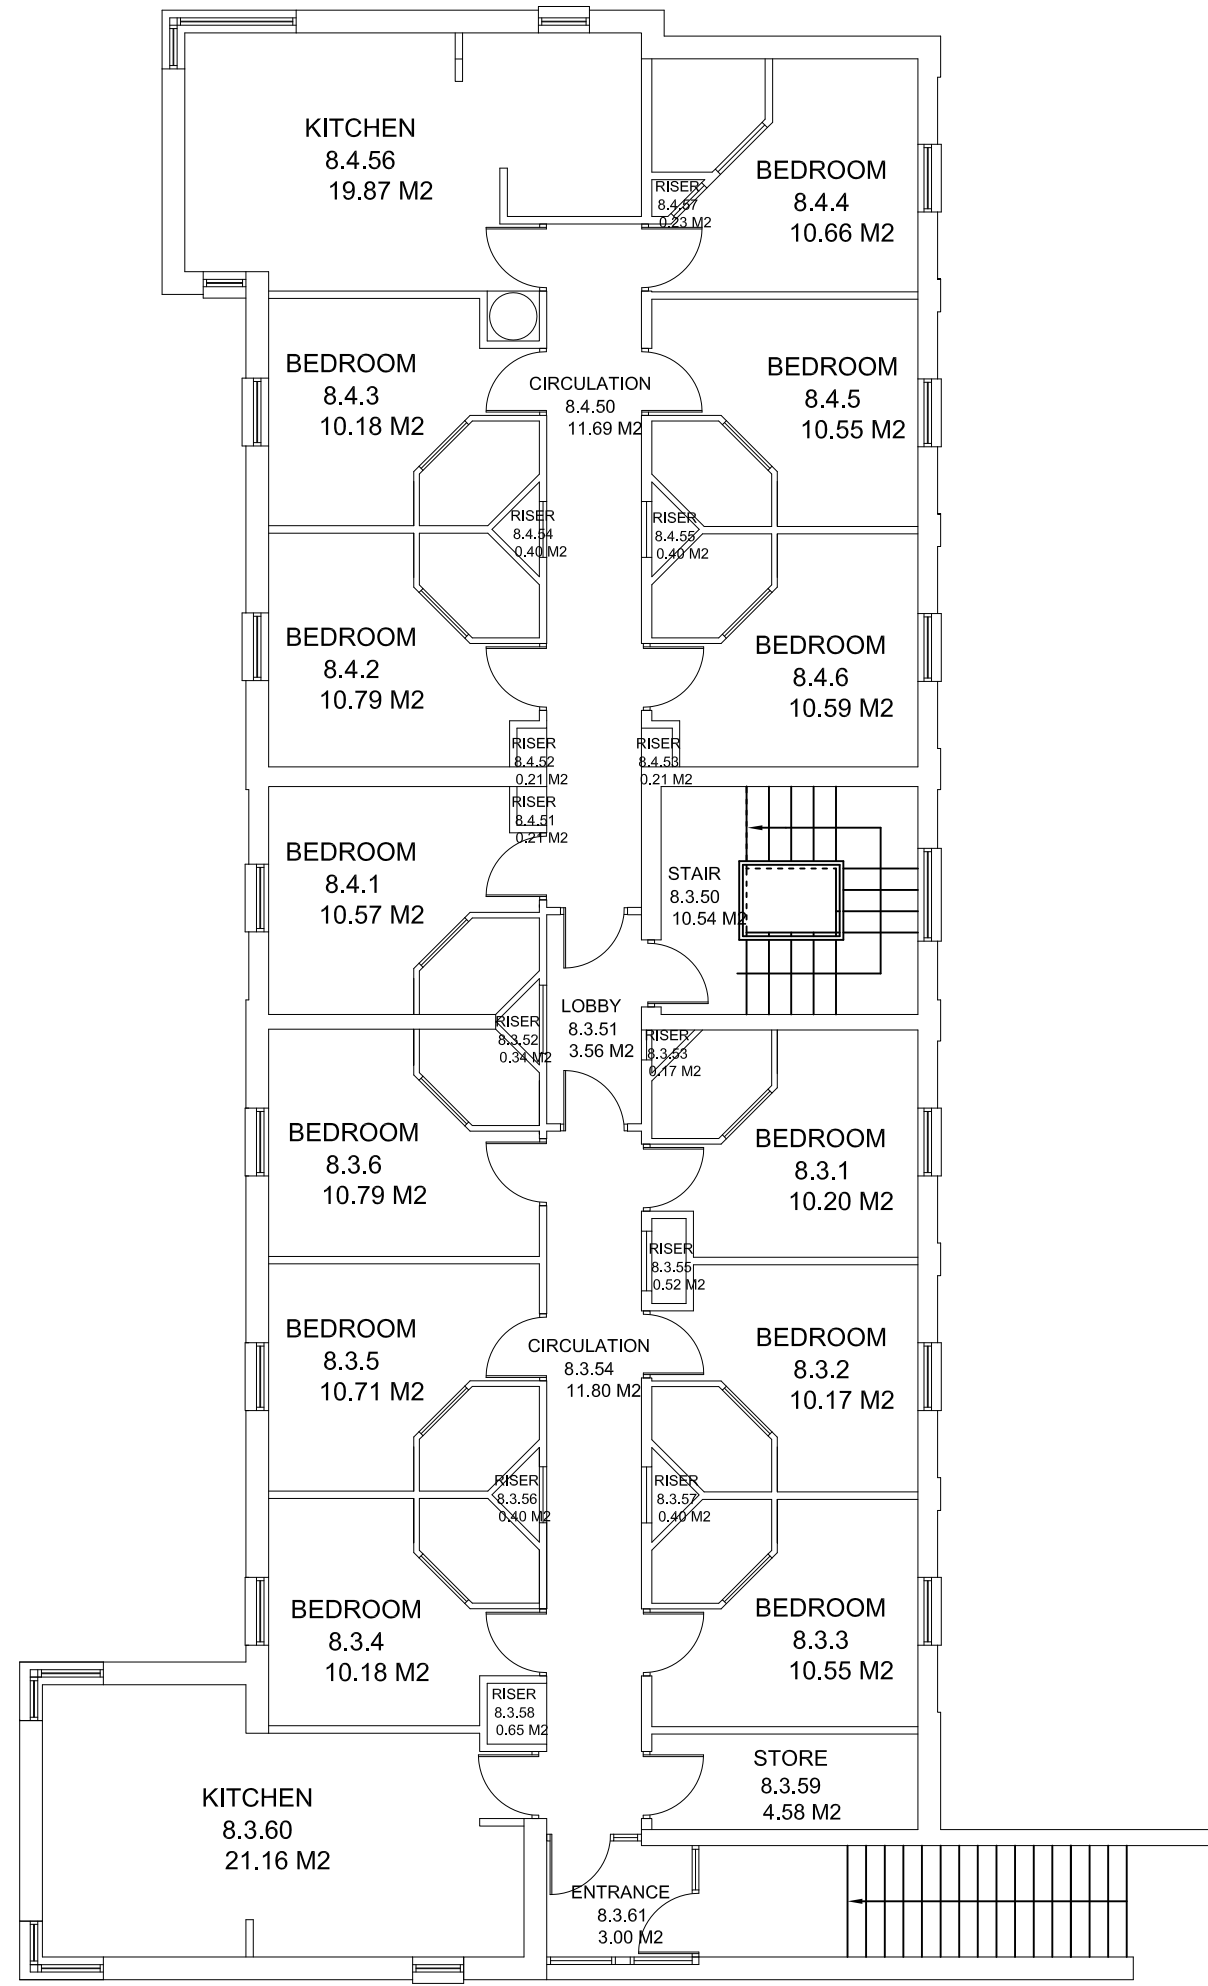 KITCHEN
8.4.56
19.87 M2
BEDROOM
8.4.4
10.66 M2
RISER
8.4.57
0.23 M2
BEDROOM
8.4.3
10.18 M2
CIRCULATION
8.4.50
11.69 M2
BEDROOM
8.4.5
10.55 M2
RISER
8.4.54
0.40 M2
RISER
8.4.55
0.40 M2
BEDROOM
8.4.2
10.79 M2
BEDROOM
8.4.6
10.59 M2
RISER
8.4.52
0.21 M2
RISER
8.4.53
0.21 M2
RISER
8.4.51
0.21 M2
BEDROOM
8.4.1
10.57 M2
STAIR
8.3.50
10.54 M2
LOBBY
8.3.51
3.56 M2
RISER
8.3.52
0.34 M2
RISER
8.3.53
0.17 M2
BEDROOM
8.3.6
10.79 M2
BEDROOM
8.3.1
10.20 M2
RISER
8.3.55
0.52 M2
BEDROOM
8.3.5
10.71 M2
CIRCULATION
8.3.54
11.80 M2
BEDROOM
8.3.2
10.17 M2
RISER
8.3.56
0.40 M2
RISER
8.3.57
0.40 M2
BEDROOM
8.3.4
10.18 M2
BEDROOM
8.3.3
10.55 M2
RISER
8.3.58
0.65 M2
STORE
8.3.59
4.58 M2
KITCHEN
8.3.60
21.16 M2
ENTRANCE
8.3.61
3.00 M2